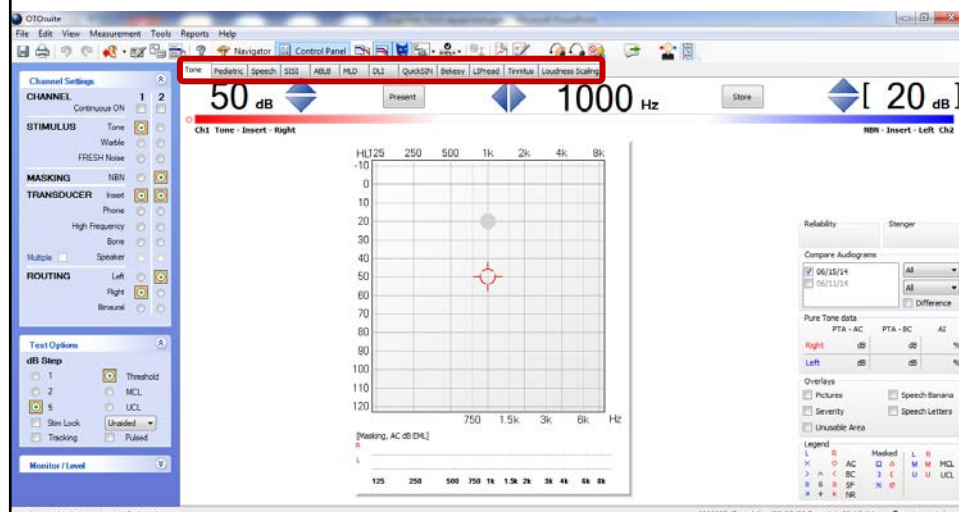 OTOsuite
File Edit View Measurement Tools Reports Help
Navigator Control Panel
Tone Pediatric Speech SISI ABLB MLD DLI QuickSIN Bekesy LIPread Tinnitus Loudness Scaling
Channel Settings
CHANNEL 1 2
Continuous ON
STIMULUS Tone
Warble
FRESH Noise
MASKING NBN
TRANSDUCER Insert
Phone
High Frequency
Bone
Multiple Speaker
ROUTING Left
Right
Binaural
Test Options
dB Step
1 Threshold
2 MCL
5 UCL
Stim Lock Unaided
Tracking Pulsed
Monitor / Level
50 dB Present 1000 Hz Store [ 20 dB ]
Ch1 Tone - Insert - Right NBN - Insert - Left Ch2
HL 125 250 500 1k 2k 4k 8k
-10
0
10
20
30
40
50
60
70
80
90
100
110
120
750 1.5k 3k 6k Hz
[Masking, AC dB EML]
R
L
125 250 500 750 1k 1.5k 2k 3k 4k 6k 8k
Reliability Stenger
Compare Audiograms
06/15/14 All
06/11/14 All
Difference
Pure Tone data
PTA - AC PTA - BC AI
Right dB dB %
Left dB dB %
Overlays
Pictures Speech Banana
Severity Speech Letters
Unusable Area
Legend
L R Masked L R
X O AC M M MCL
> ^ < BC ] [ U U UCL
SF
NR